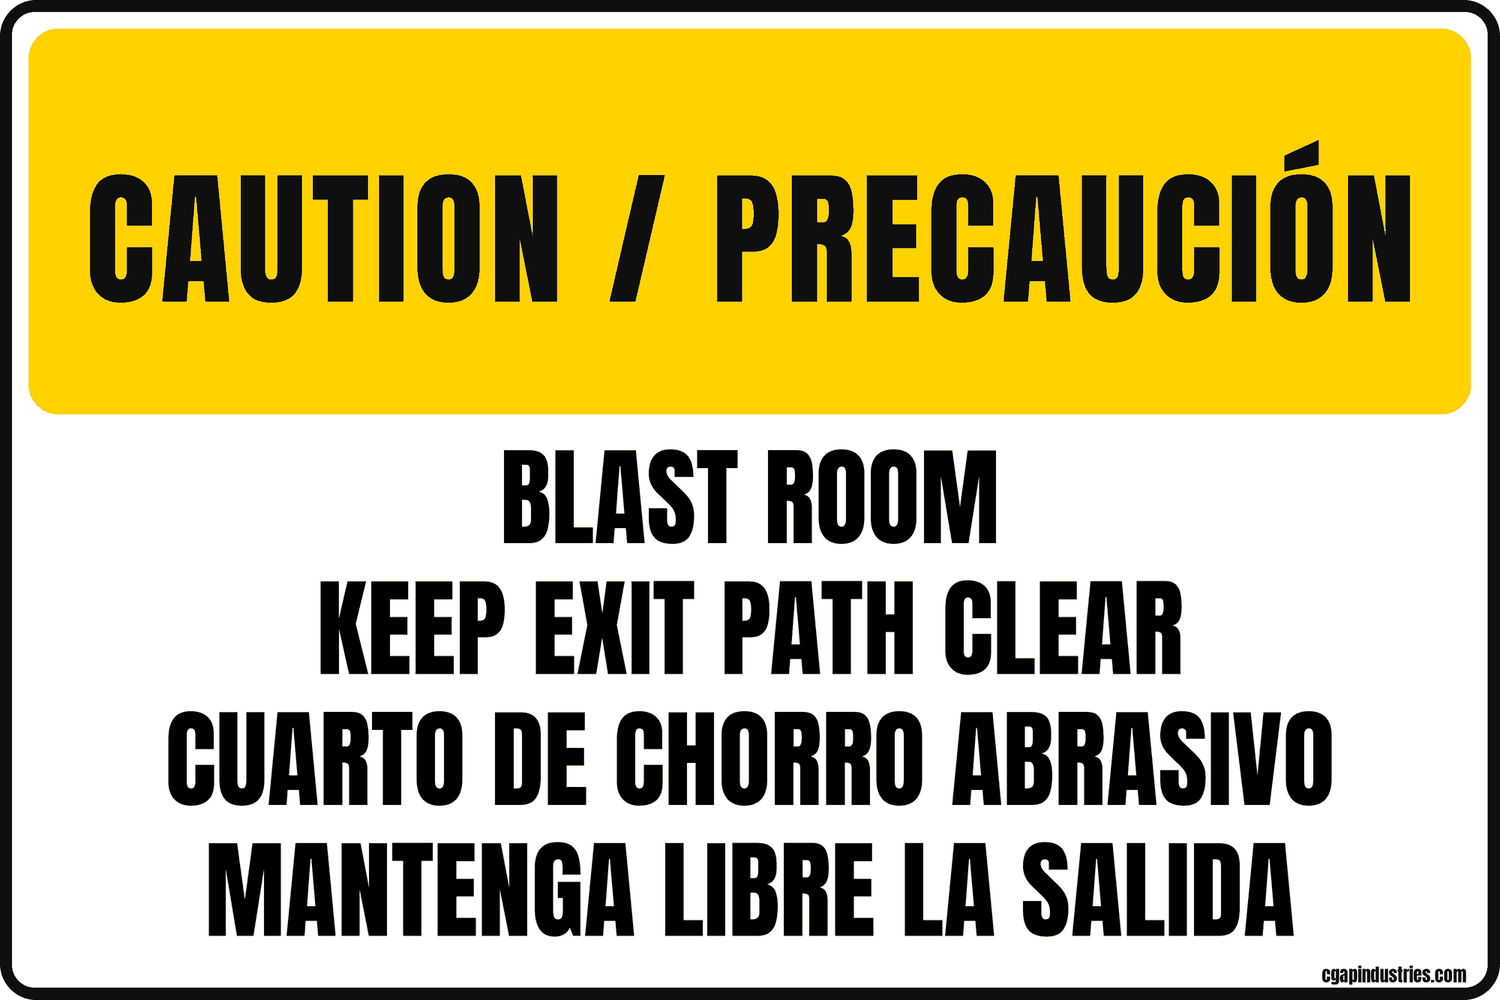 CAUTION / PRECAUCIÓN
BLAST ROOM
KEEP EXIT PATH CLEAR
CUARTO DE CHORRO ABRASIVO
MANTENGA LIBRE LA SALIDA
cgapindustries.com